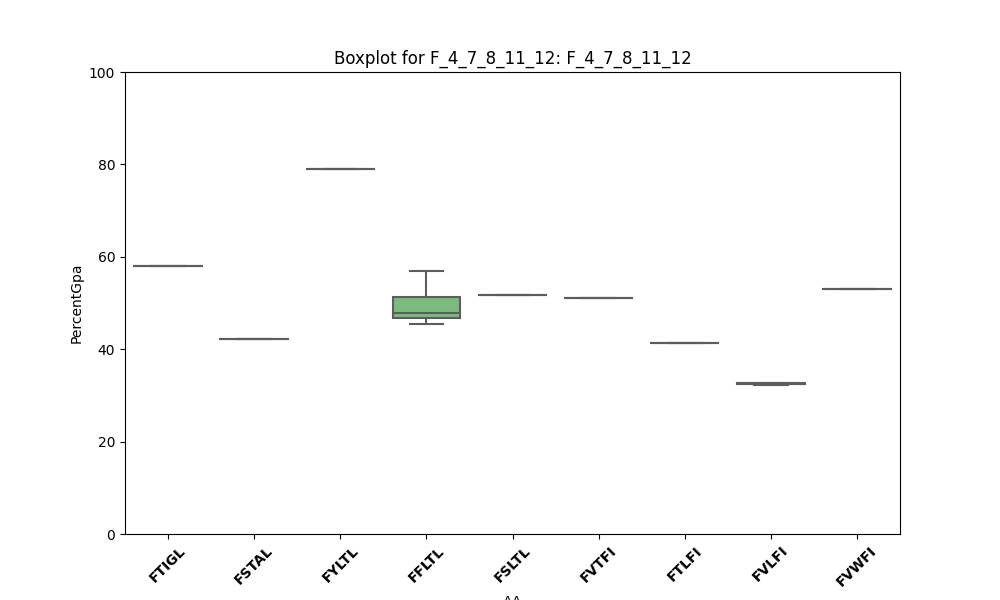 Boxplot for F_4_7_8_11_12: F_4_7_8_11_12
100
80
60
40
20
0
PercentGpa
FTIGL
FSTAL
FYLTL
FFLTL
FSLTL
FVTFI
FTLFI
FVLFI
FVWFI
AA